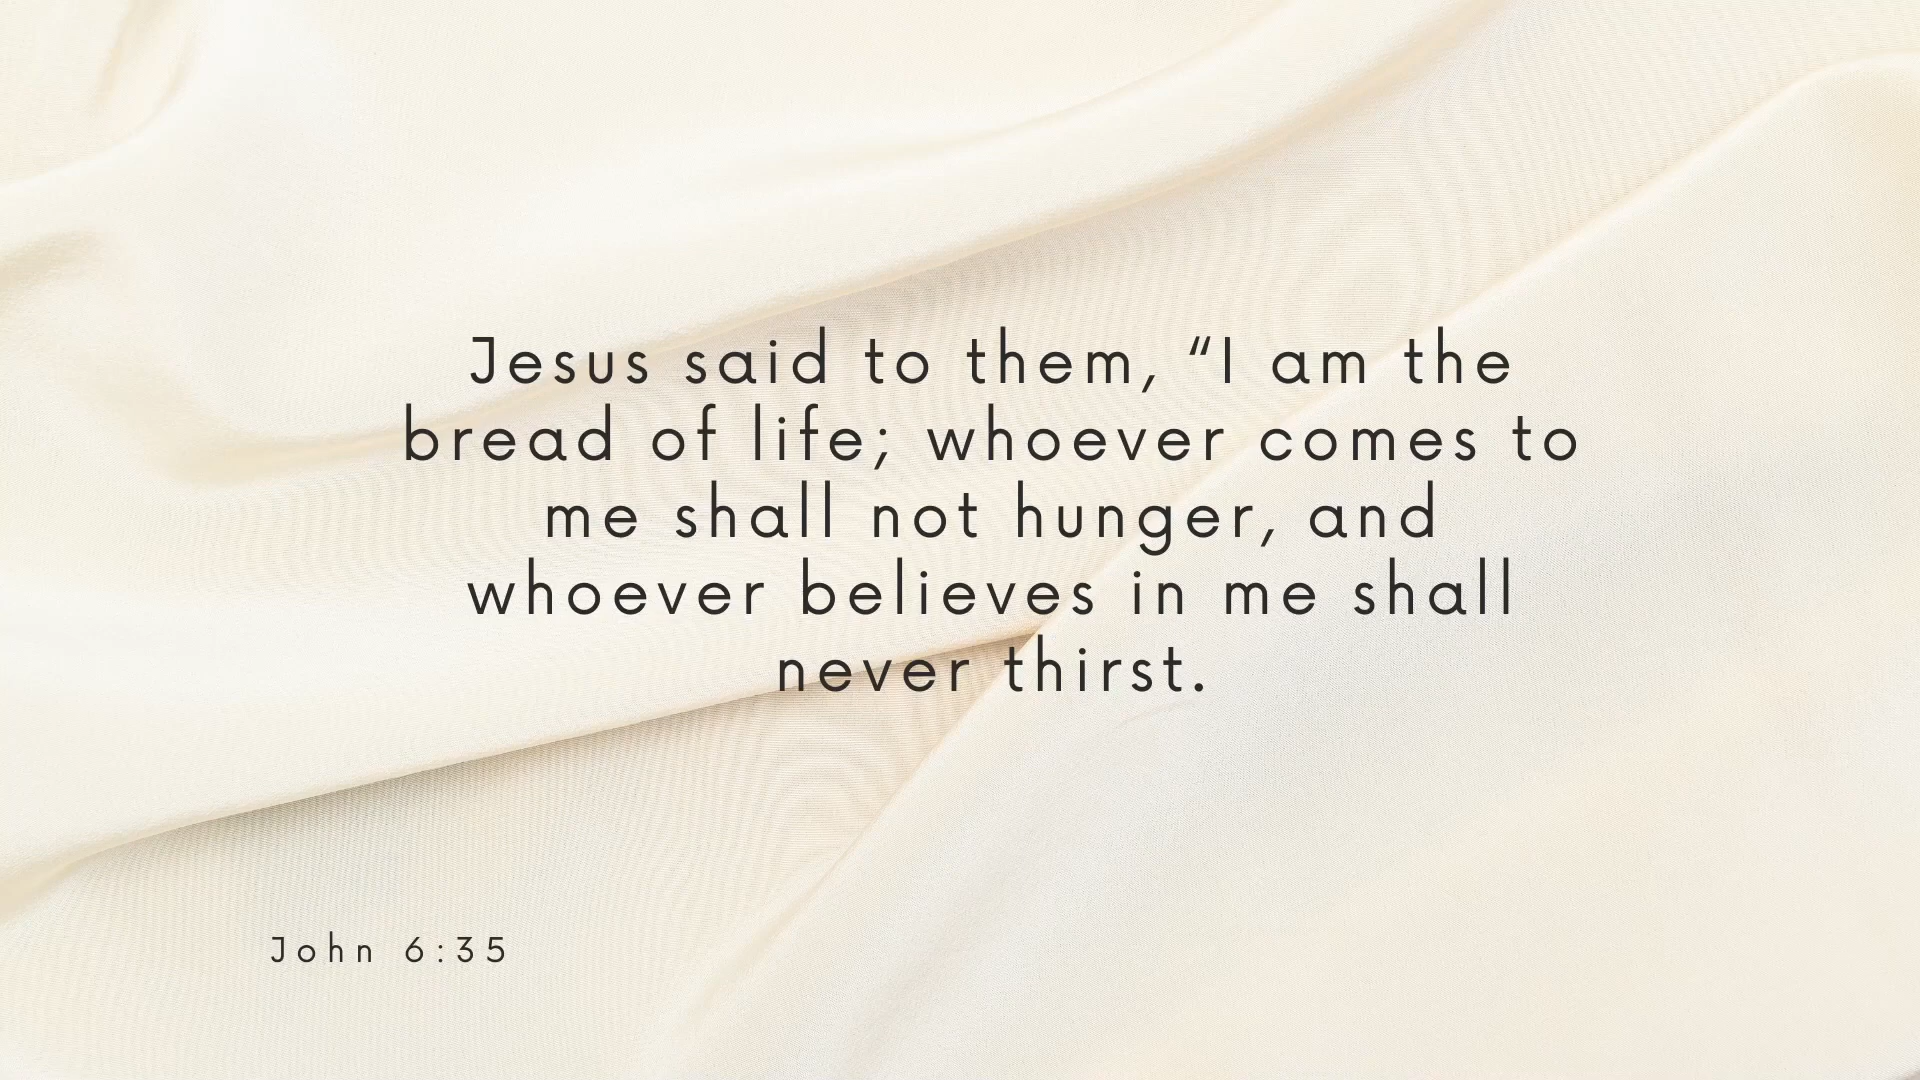 Jesus said to them, “I am the
bread of life; whoever comes to
me shall not hunger, and
whoever believes in me shall
never thirst.
John 6:35